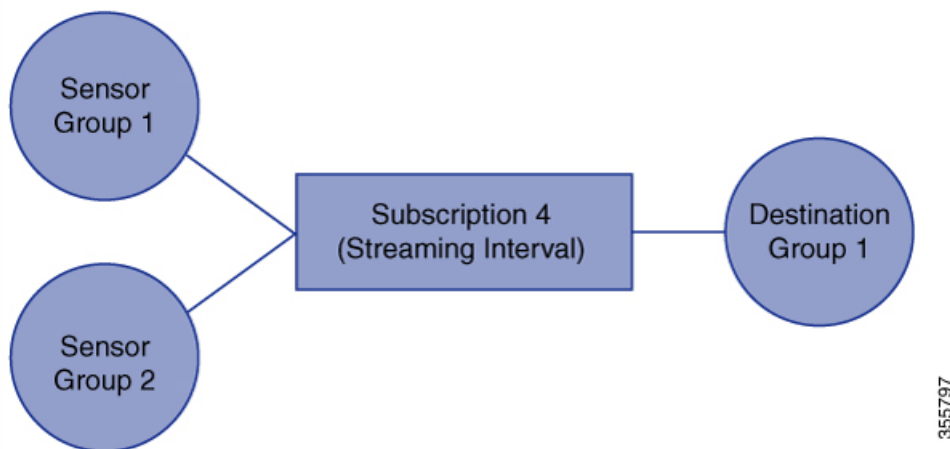 Sensor
Group 1
Subscription 4
(Streaming Interval)
Destination
Group 1
Sensor
Group 2
355797